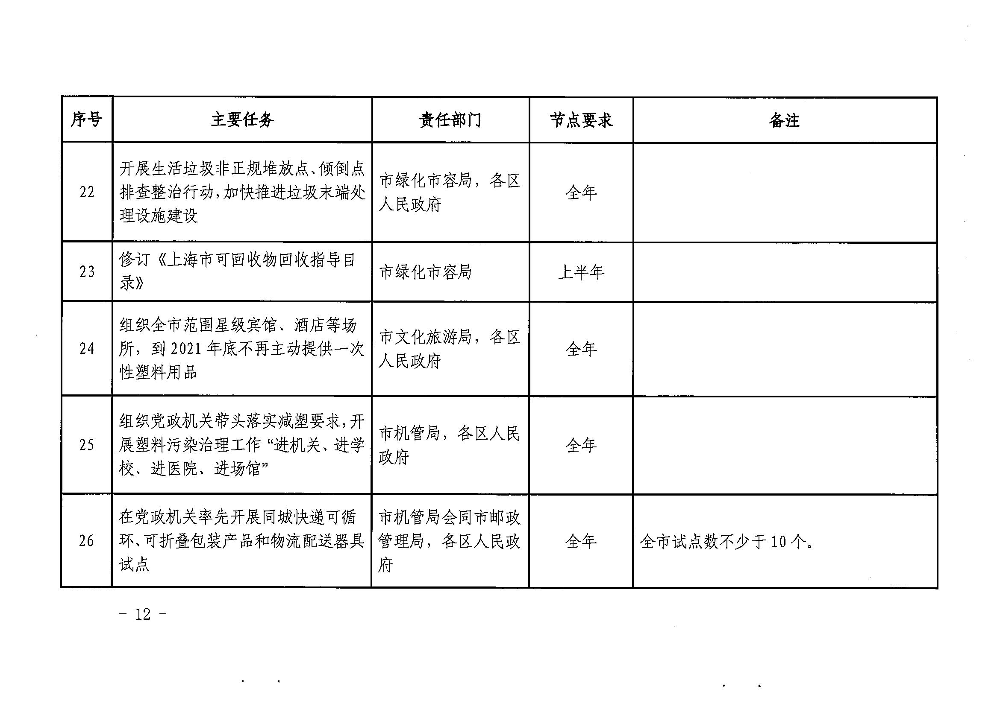 序号 主要任务 责任部门 节点要求 备注
22
开展生活垃圾非正规堆放点、倾倒点
排查整治行动,加快推进垃圾末端处
理设施建设
市绿化市容局，各区
人民政府
全年
23
修订《上海市可回收物回收指导目
录》
市绿化市容局
上半年
24
组织全市范围星级宾馆、酒店等场
所，到 2021 年底不再主动提供一次
性塑料用品
市文化旅游局，各区
人民政府
全年
25
组织党政机关带头落实减塑要求,开
展塑料污染治理工作“进机关、进学
校、进医院、进场馆”
市机管局，各区人民
政府
全年
26
在党政机关率先开展同城快递可循
环、可折叠包装产品和物流配送器具
试点
市机管局会同市邮政
管理局，各区人民政
府
全年
全市试点数不少于 10 个。
- 12 -